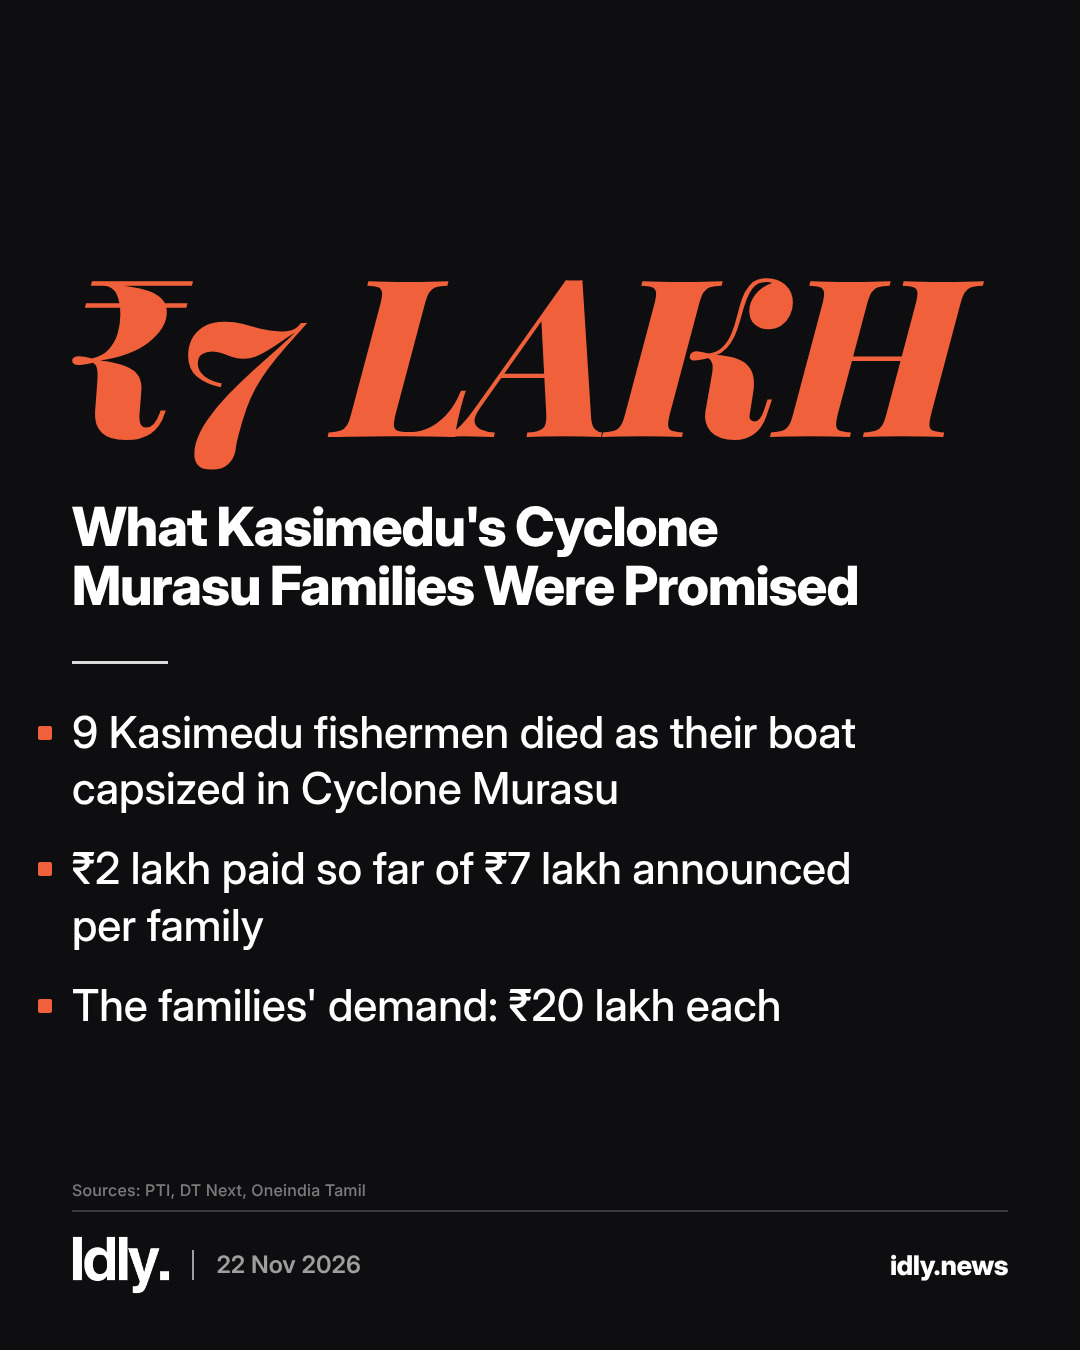 ₹7 LAKH
What Kasimedu's Cyclone
Murasu Families Were Promised
9 Kasimedu fishermen died as their boat
capsized in Cyclone Murasu
₹2 lakh paid so far of ₹7 lakh announced
per family
The families' demand: ₹20 lakh each
Sources: PTI, DT Next, Oneindia Tamil
Idly. | 22 Nov 2026
idly.news